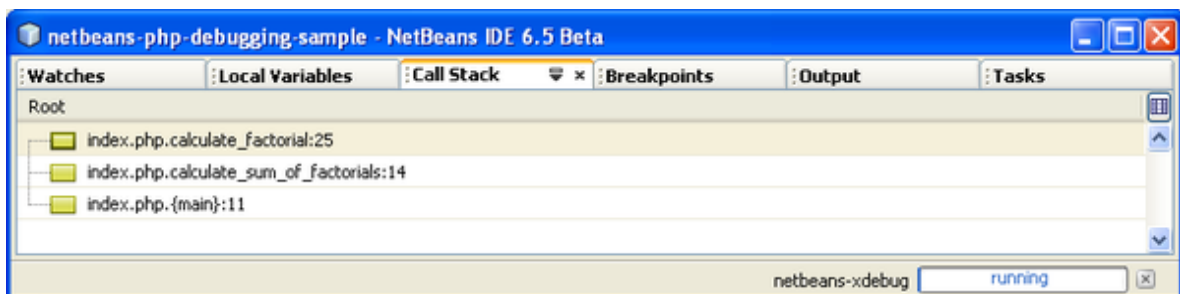 netbeans-php-debugging-sample - NetBeans IDE 6.5 Beta
Watches Local Variables Call Stack Breakpoints Output Tasks
Root
index.php.calculate_factorial:25
index.php.calculate_sum_of_factorials:14
index.php.{main}:11
netbeans-xdebug running